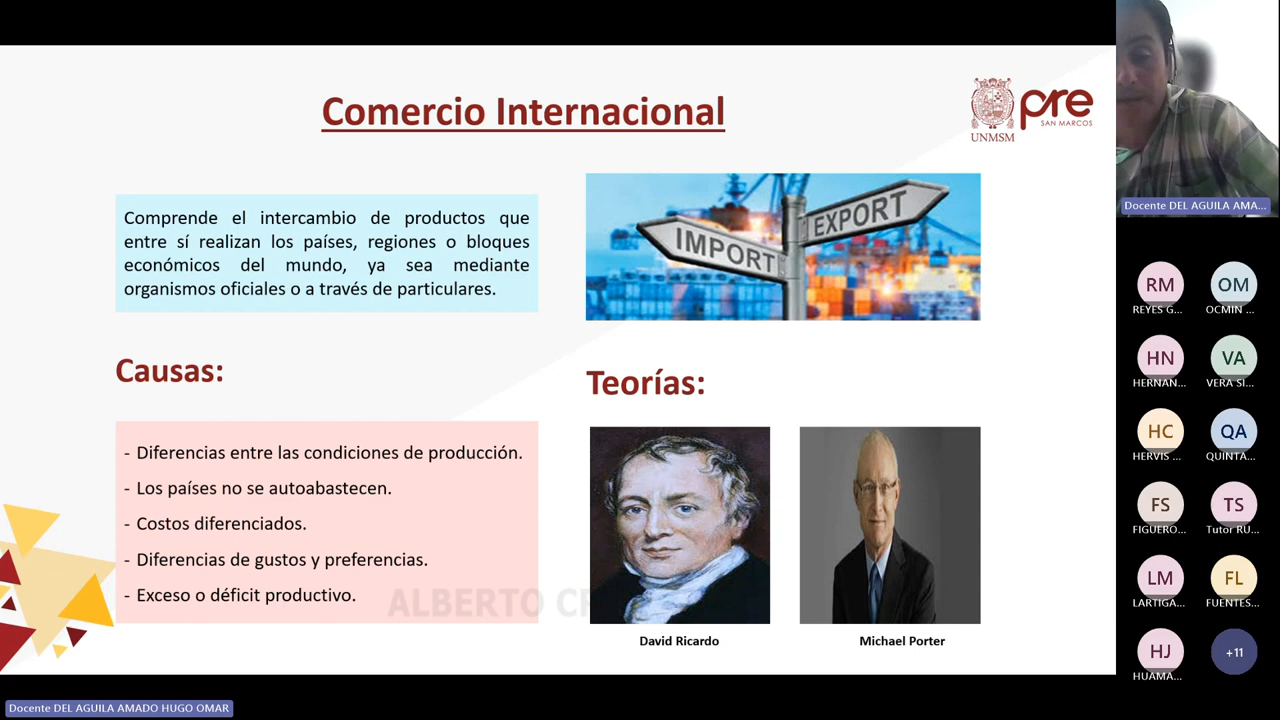 Comercio Internacional
UNMSM
pre
SAN MARCOS
Comprende el intercambio de productos que
entre sí realizan los países, regiones o bloques
económicos del mundo, ya sea mediante
organismos oficiales o a través de particulares.
IMPORT
EXPORT
Causas:
- Diferencias entre las condiciones de producción.
- Los países no se autoabastecen.
- Costos diferenciados.
- Diferencias de gustos y preferencias.
- Exceso o déficit productivo.
Teorías:
David Ricardo
Michael Porter
ALBERTO
Docente DEL AGUILA AMADO HUGO OMAR
Docente DEL AGUILA AMA...
RM
REYES G...
OM
OCMIN ...
HN
HERNAN...
VA
VERA SI...
HC
HERVIS ...
QA
QUINTA...
FS
FIGUERO...
TS
Tutor RU...
LM
LARTIGA...
FL
FUENTES...
HJ
HUAMA...
+11